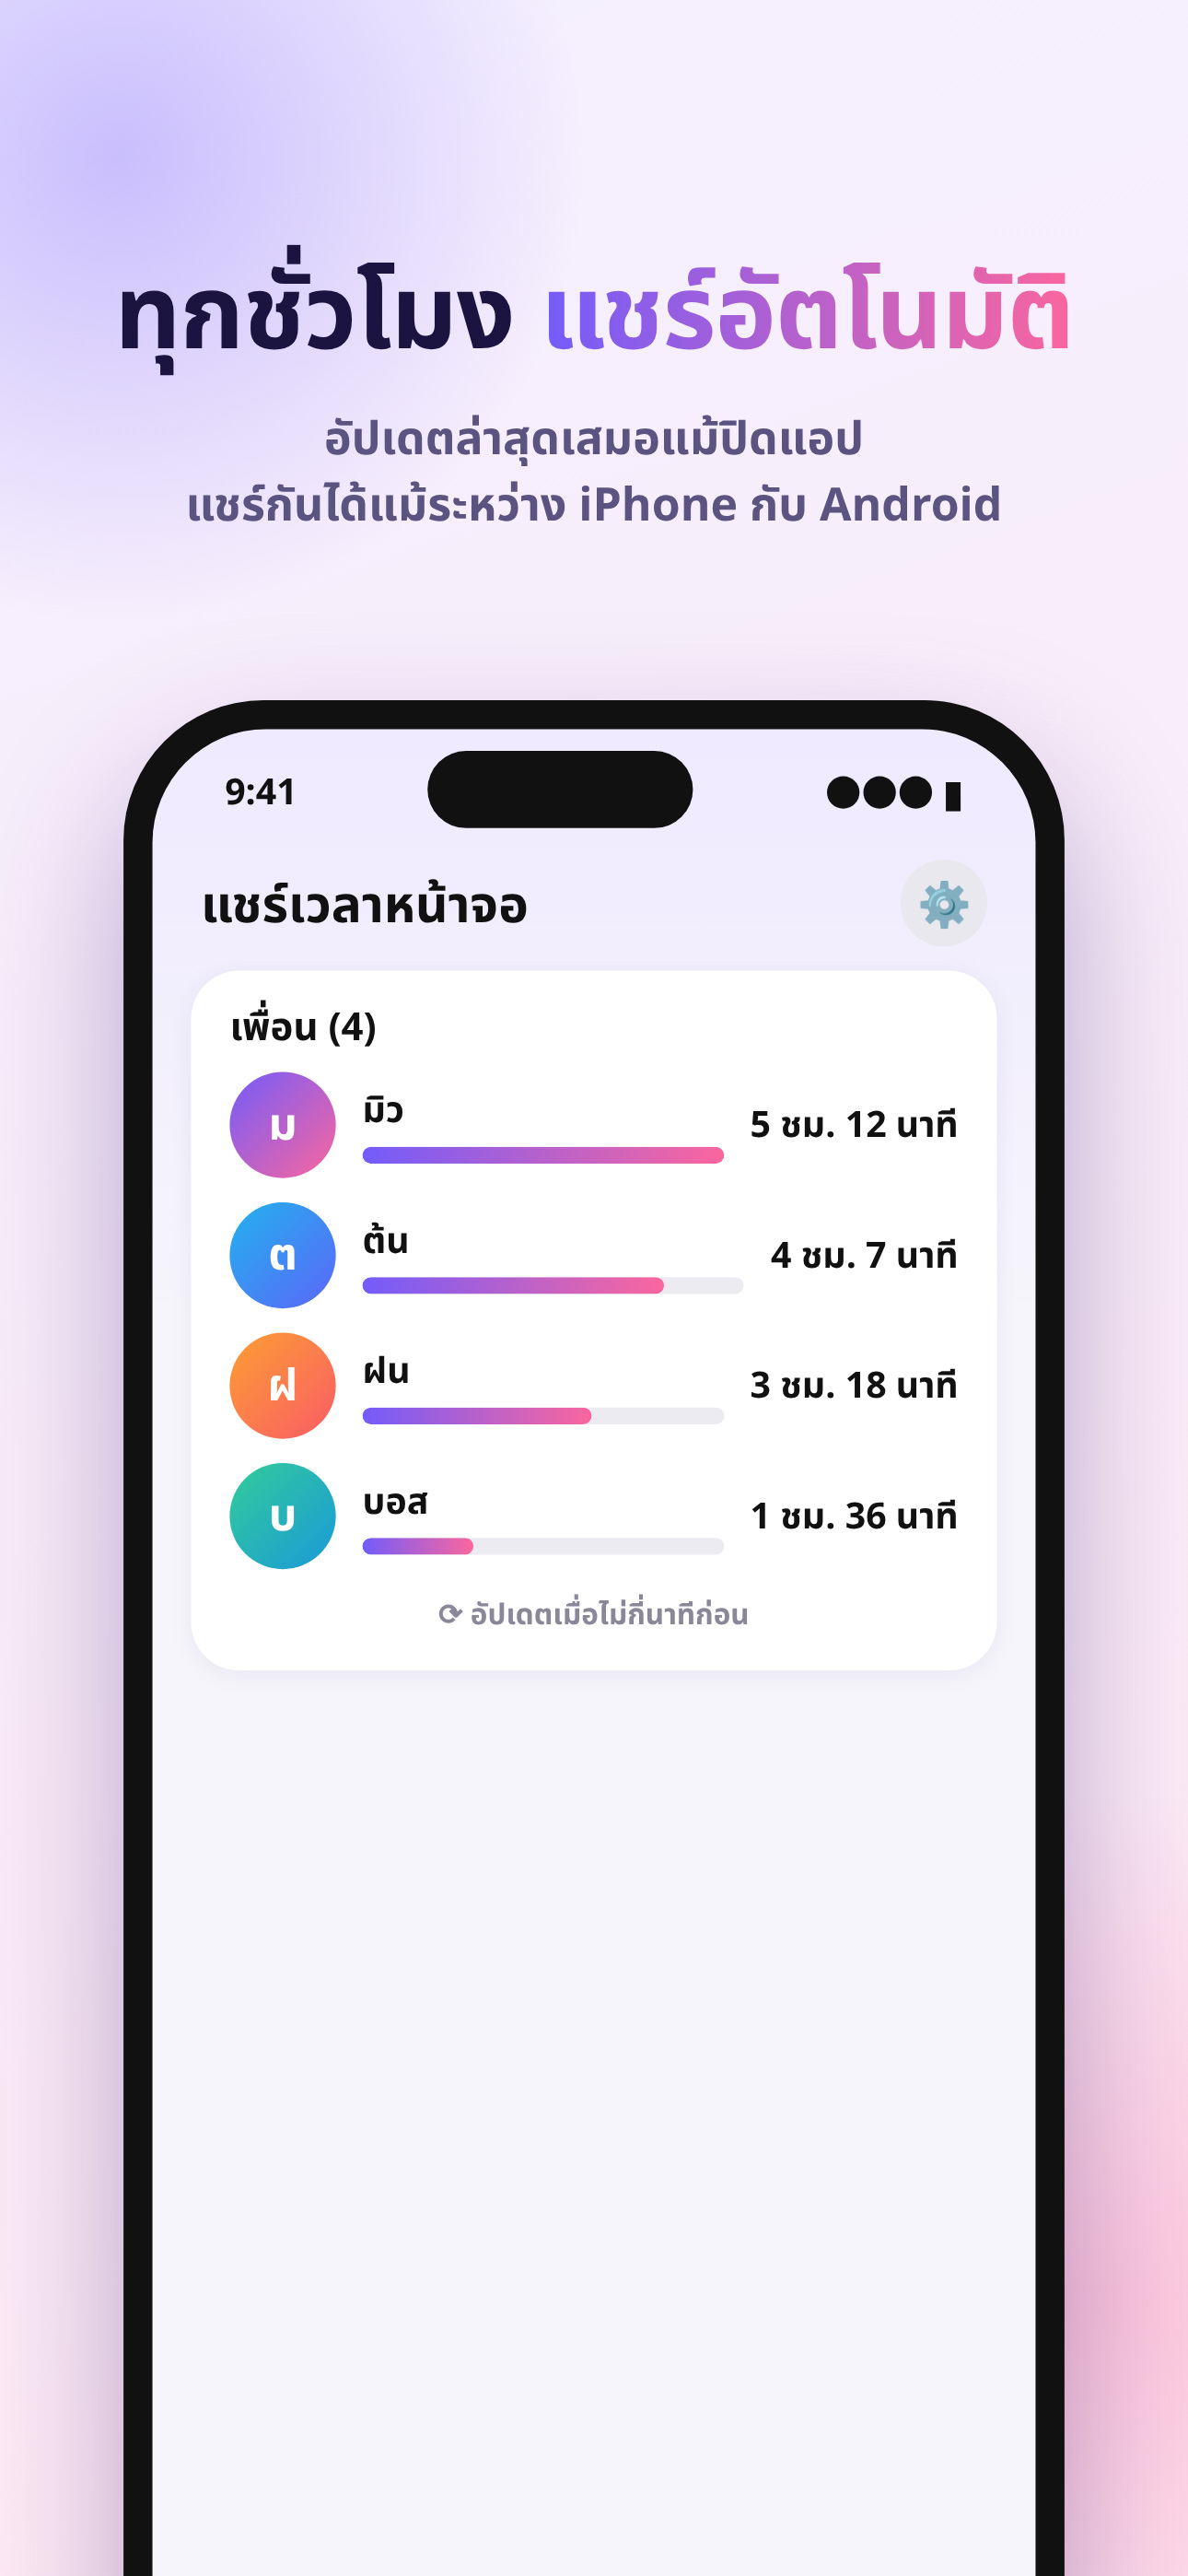 ทุกชั่วโมง แชร์อัตโนมัติ
อัปเดตล่าสุดเสมอแม้ปิดแอป
แชร์กันได้แม้ระหว่าง iPhone กับ Android
9:41
แชร์เวลาหน้าจอ
เพื่อน (4)
ม
มิว
5 ชม. 12 นาที
ต
ต้น
4 ชม. 7 นาที
ฝ
ฝน
3 ชม. 18 นาที
บ
บอส
1 ชม. 36 นาที
⟳ อัปเดตเมื่อไม่กี่นาทีก่อน